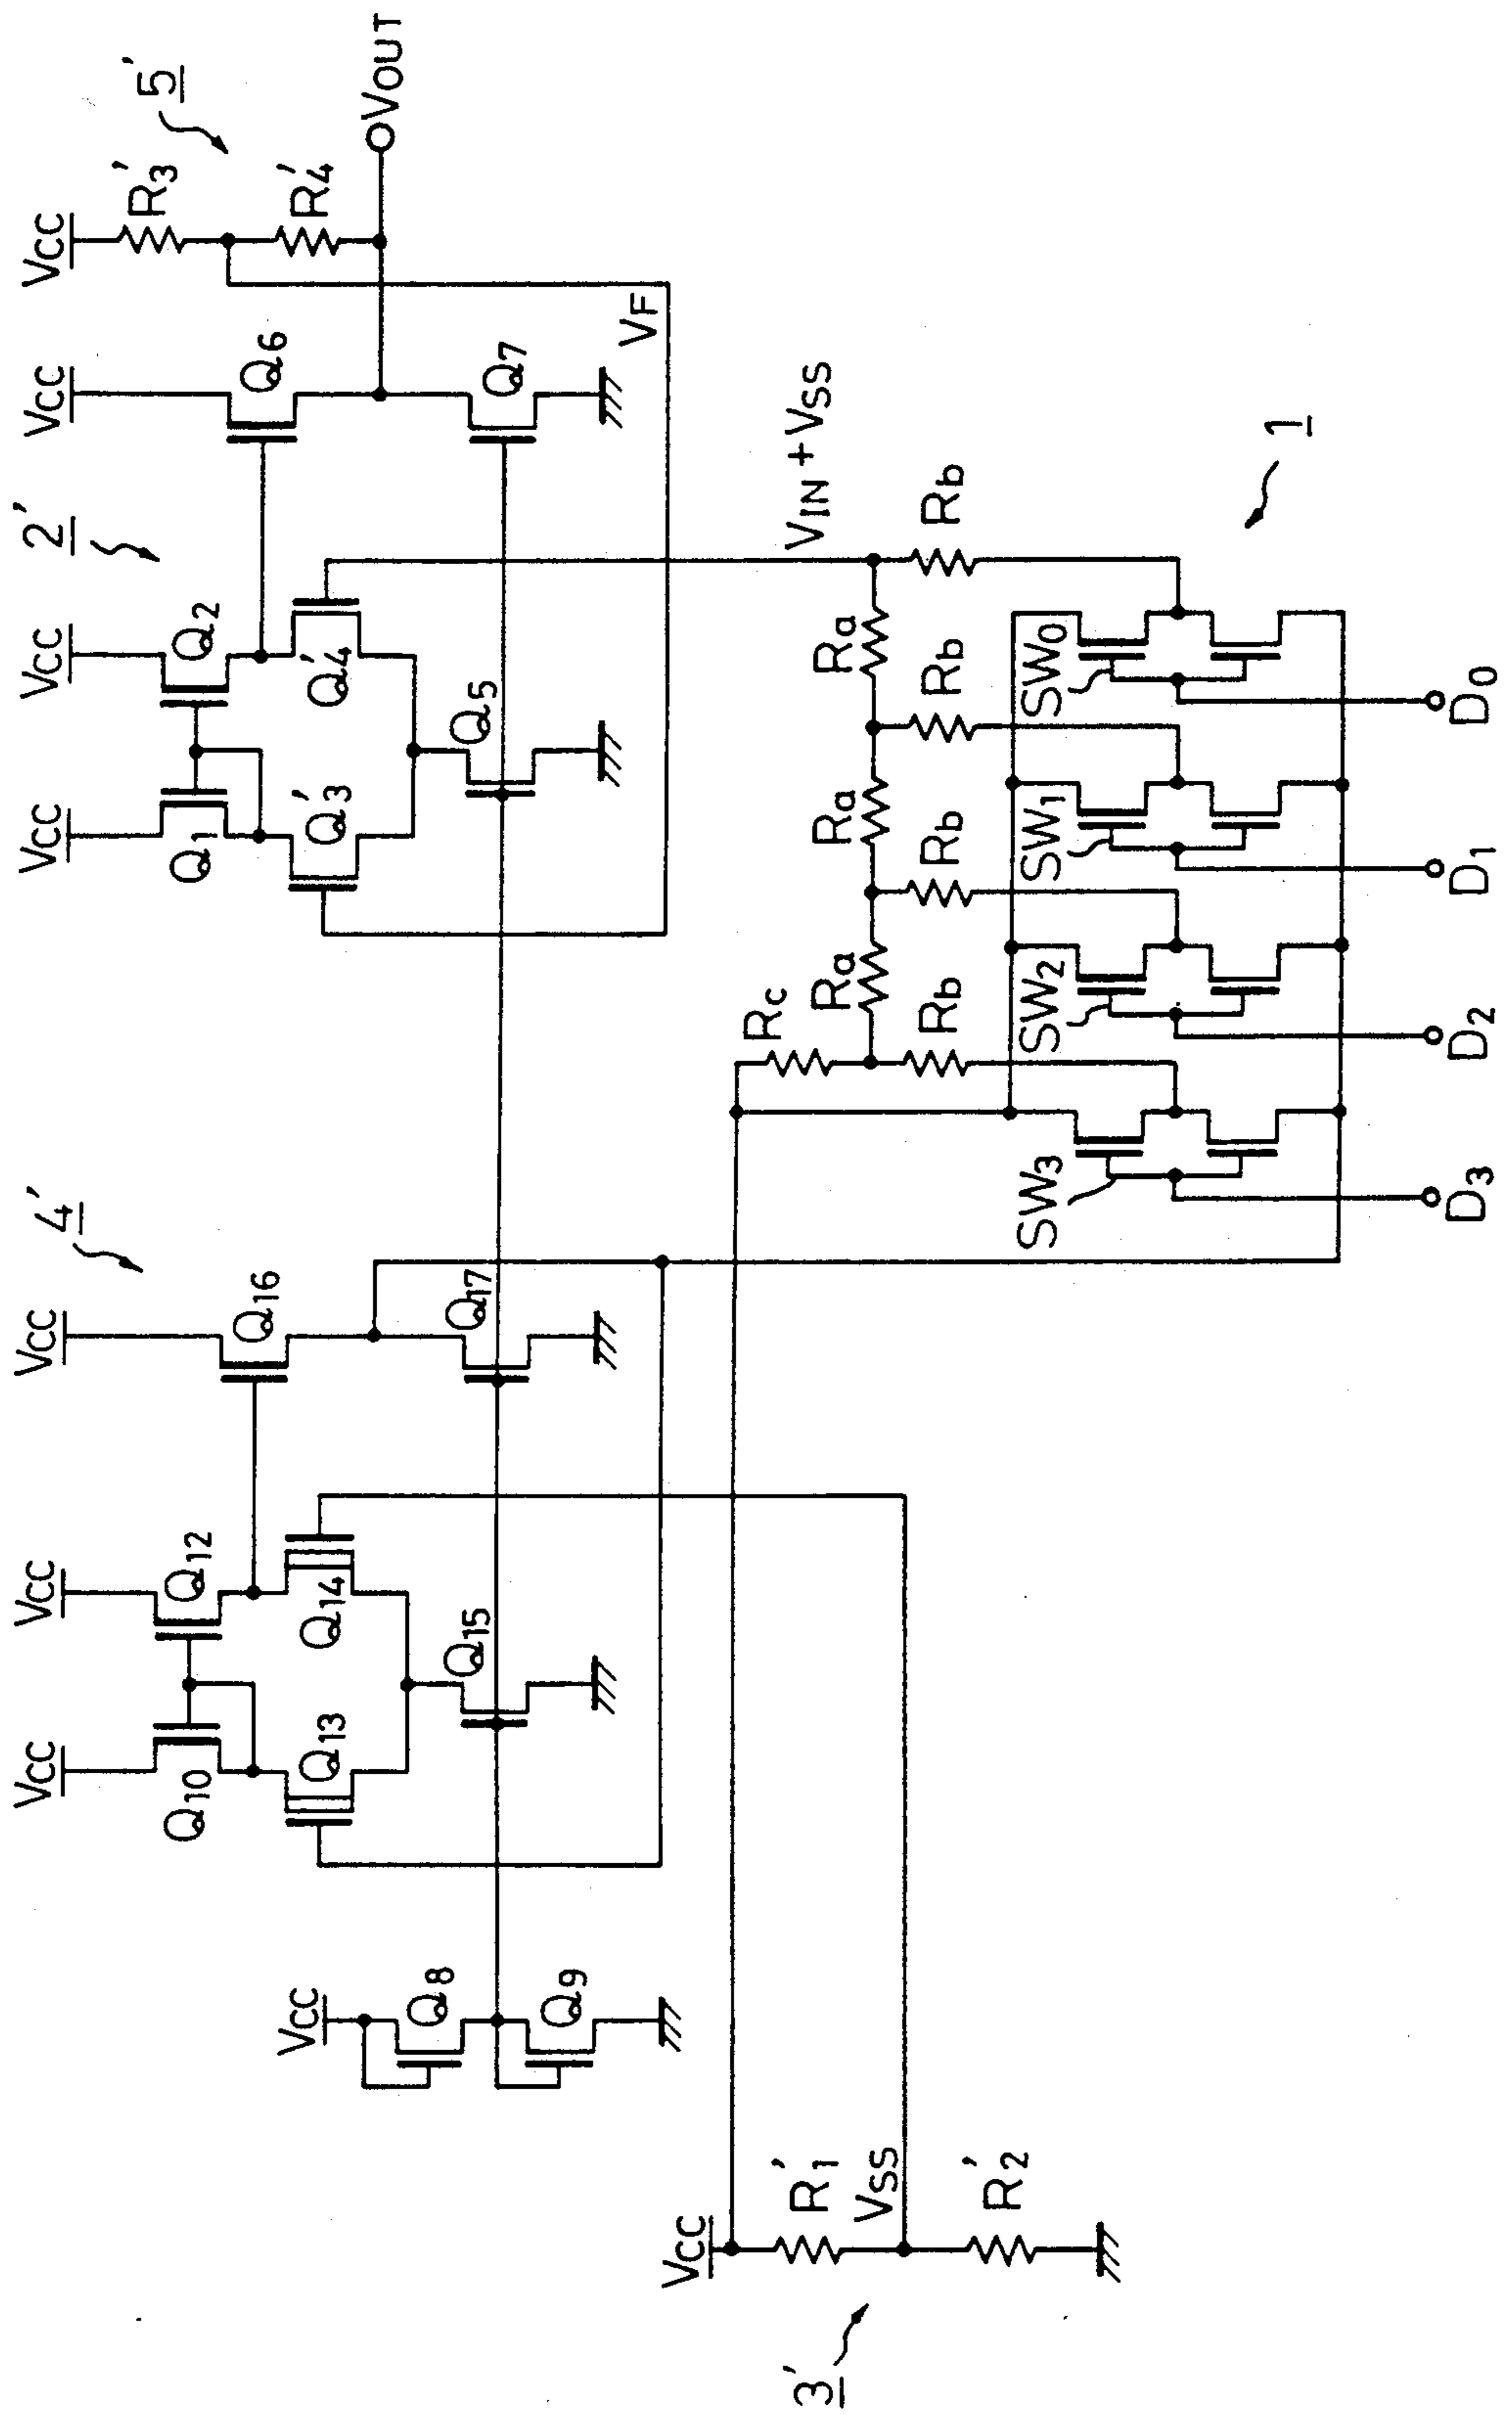 VCC
VCC
VCC
VCC
VCC
VCC
VCC
4'
2'
5'
Q10
Q12
Q16
Q1
Q2
Q6
R3'
VCC
Q8
Q13
Q14
Q3'
Q4'
R4'
VOUT
Q9
Q15
Q17
Q5
Q7
VF
VCC
3'
R1'
Rc
VIN + VSS
VSS
Ra
Ra
Ra
R2'
Rb
Rb
Rb
Rb
SW3
SW2
SW1
SW0
1
D3
D2
D1
D0